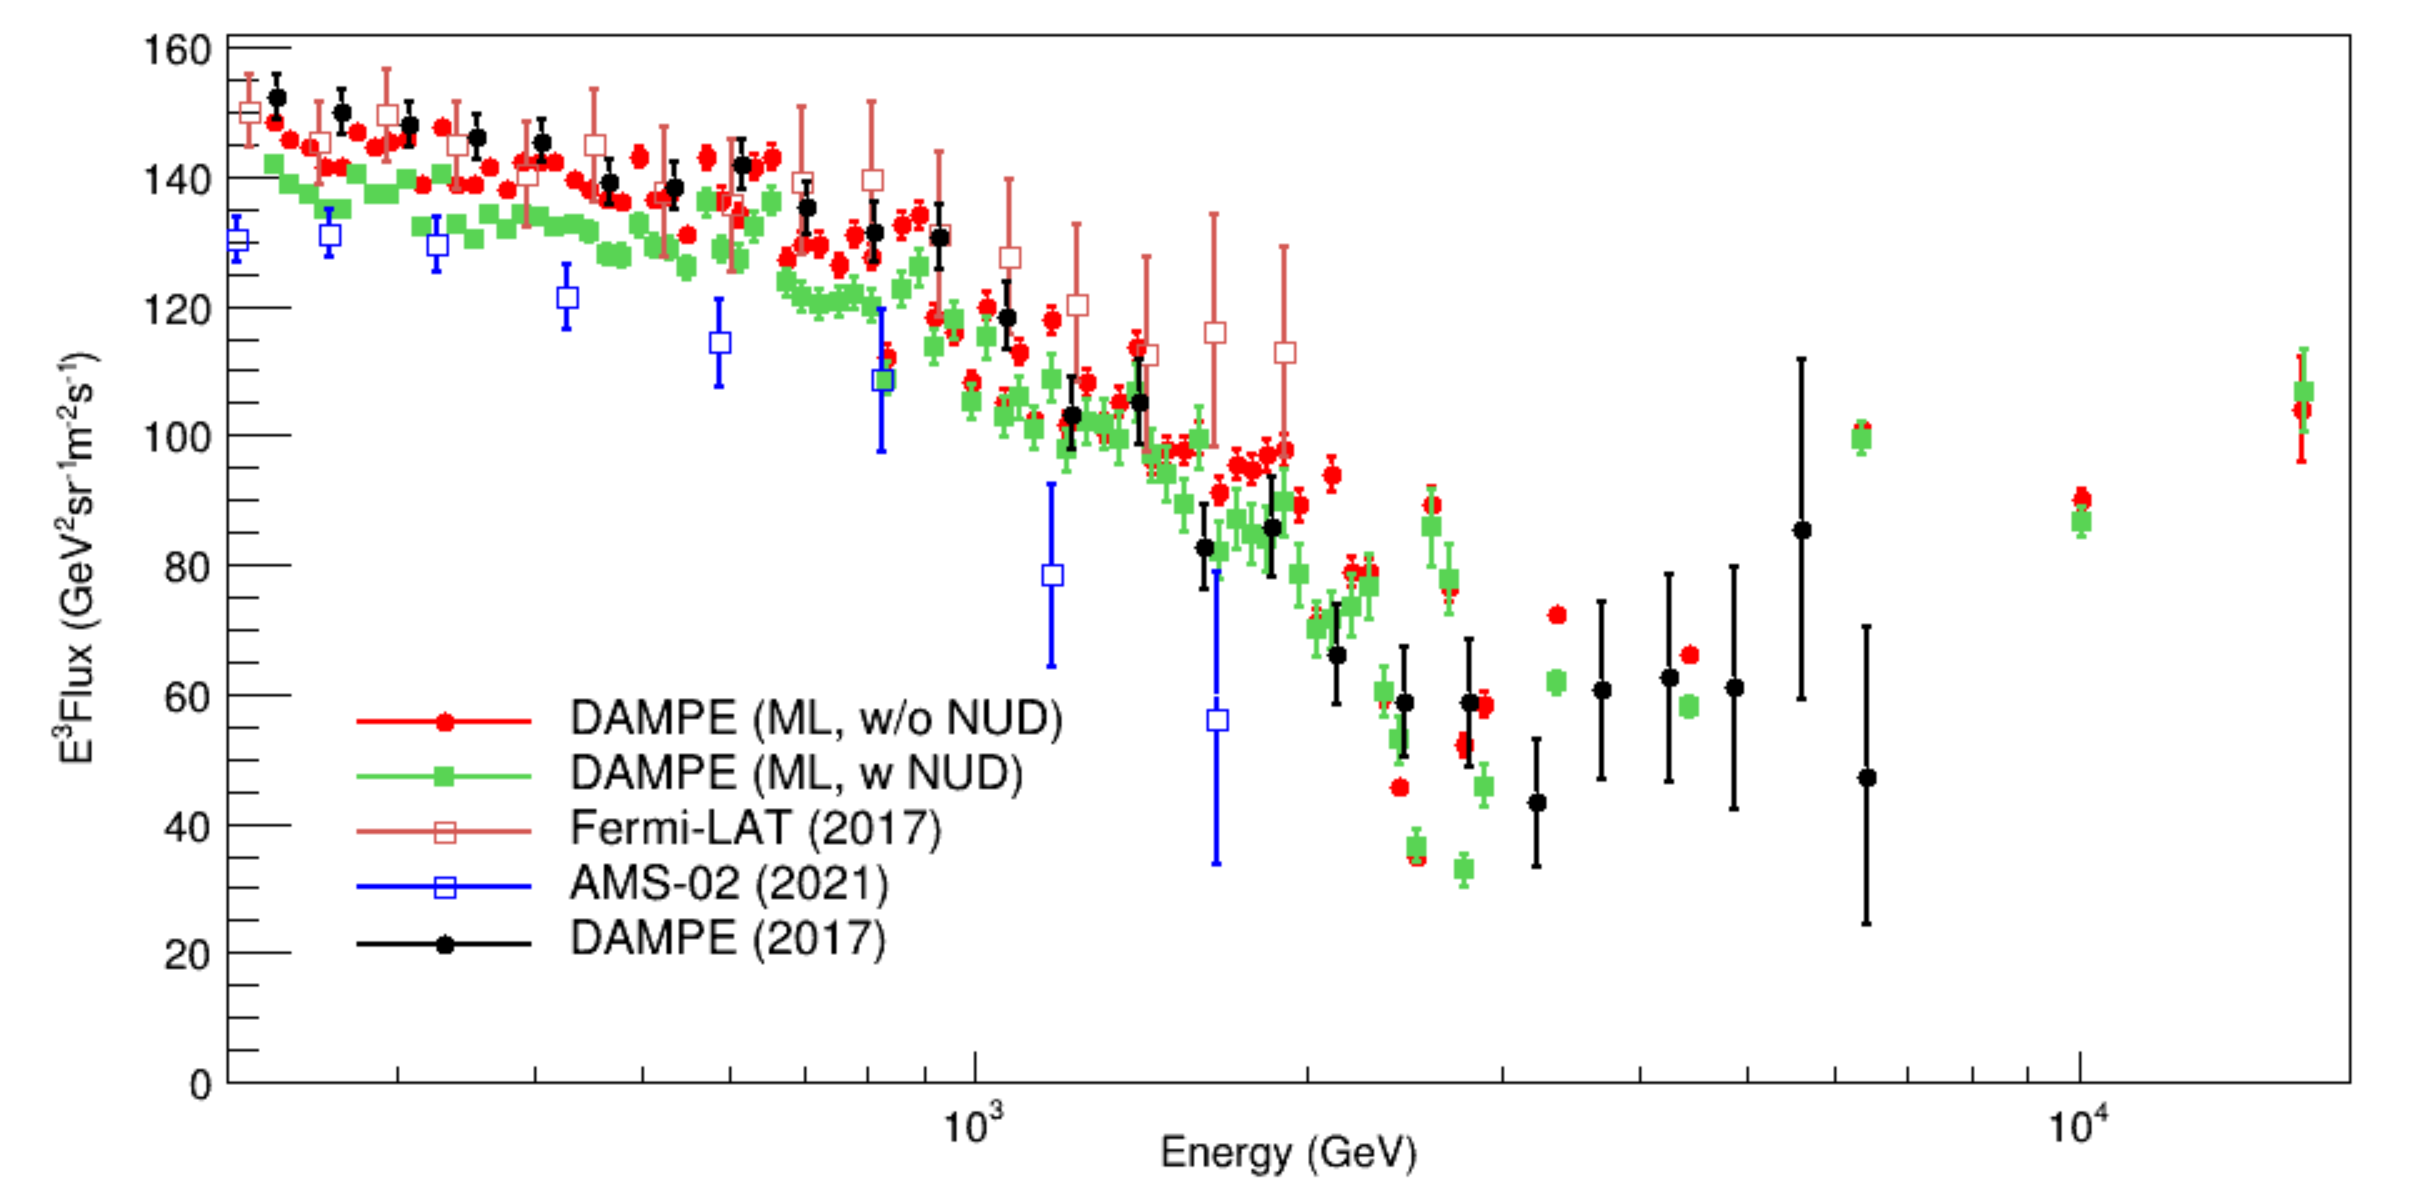 160
140
120
100
80
60
40
20
0
E³Flux (GeV²sr⁻¹m⁻²s⁻¹)
DAMPE (ML, w/o NUD)
DAMPE (ML, w NUD)
Fermi-LAT (2017)
AMS-02 (2021)
DAMPE (2017)
10³
10⁴
Energy (GeV)